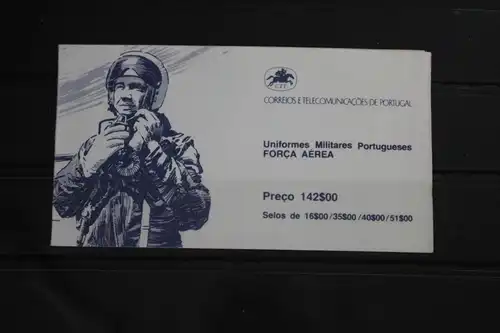 CTT
CORREIOS E TELECOMUNICAÇÕES DE PORTUGAL
Uniformes Militares Portugueses
FORÇA AÉREA
Preço 142$00
Selos de 16$00/35$00/40$00/51$00